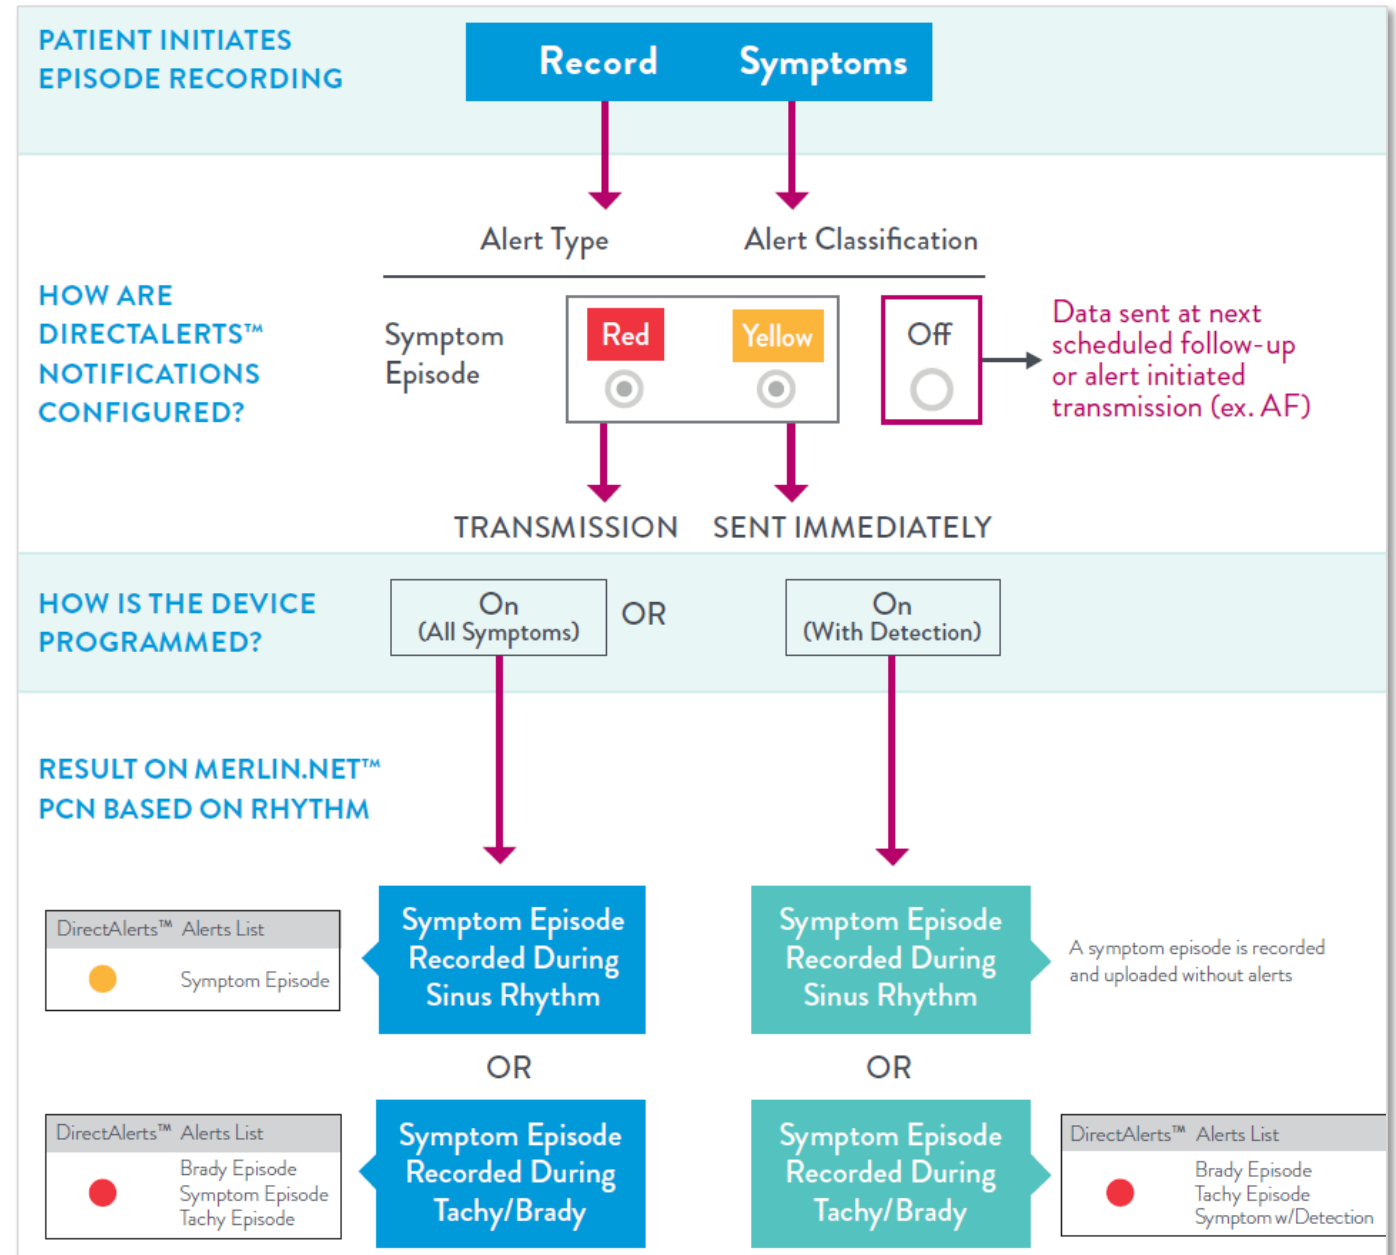 PATIENT INITIATES
EPISODE RECORDING
Record Symptoms
Alert Type Alert Classification
HOW ARE
DIRECTALERTS™
NOTIFICATIONS
CONFIGURED?
Symptom
Episode
Red
Yellow
Off
Data sent at next
scheduled follow-up
or alert initiated
transmission (ex. AF)
TRANSMISSION SENT IMMEDIATELY
HOW IS THE DEVICE
PROGRAMMED?
On
(All Symptoms)
OR
On
(With Detection)
RESULT ON MERLIN.NET™
PCN BASED ON RHYTHM
DirectAlerts™ Alerts List
Symptom Episode
Symptom Episode
Recorded During
Sinus Rhythm
Symptom Episode
Recorded During
Sinus Rhythm
A symptom episode is recorded
and uploaded without alerts
OR
OR
DirectAlerts™ Alerts List
Brady Episode
Symptom Episode
Tachy Episode
Symptom Episode
Recorded During
Tachy/Brady
Symptom Episode
Recorded During
Tachy/Brady
DirectAlerts™ Alerts List
Brady Episode
Tachy Episode
Symptom w/Detection